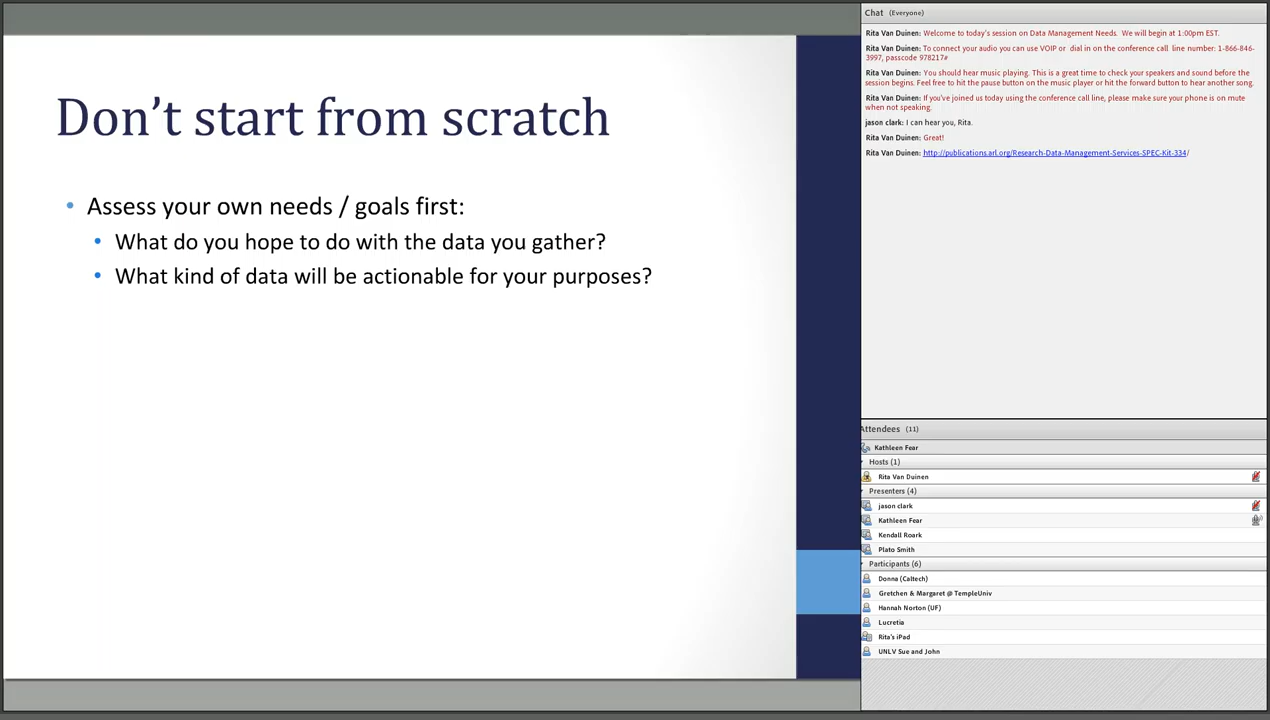 Don't start from scratch
• Assess your own needs / goals first:
• What do you hope to do with the data you gather?
• What kind of data will be actionable for your purposes?
Chat (Everyone)
Rita Van Duinen: Welcome to today's session on Data Management Needs. We will begin at 1:00pm EST.
Rita Van Duinen: To connect your audio you can use VOIP or dial in on the conference call line number: 1-866-846-
3997, passcode 978217#
Rita Van Duinen: You should hear music playing. This is a great time to check your speakers and sound before the
session begins. Feel free to hit the pause button on the music player or hit the forward button to hear another song.
Rita Van Duinen: If you've joined us today using the conference call line, please make sure your phone is on mute
when not speaking.
jason clark: I can hear you, Rita.
Rita Van Duinen: Great!
Rita Van Duinen: http://publications.arl.org/Research-Data-Management-Services-SPEC-Kit-334/
Attendees (11)
Kathleen Fear
Hosts (1)
Rita Van Duinen
Presenters (4)
jason clark
Kathleen Fear
Kendall Roark
Plato Smith
Participants (6)
Donna (Caltech)
Gretchen & Margaret @ TempleUniv
Hannah Norton (UF)
Lucretia
Rita's iPad
UNLV Sue and John